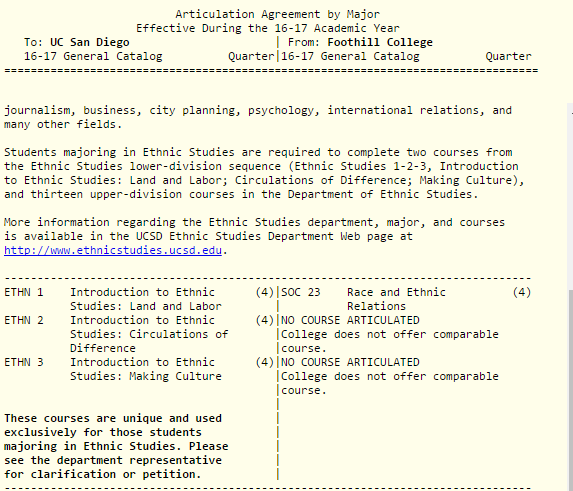 Articulation Agreement by Major
Effective During the 16-17 Academic Year
To: UC San Diego | From: Foothill College
16-17 General Catalog Quarter|16-17 General Catalog Quarter
================================================================================
journalism, business, city planning, psychology, international relations, and
many other fields.
Students majoring in Ethnic Studies are required to complete two courses from
the Ethnic Studies lower-division sequence (Ethnic Studies 1-2-3, Introduction
to Ethnic Studies: Land and Labor; Circulations of Difference; Making Culture),
and thirteen upper-division courses in the Department of Ethnic Studies.
More information regarding the Ethnic Studies department, major, and courses
is available in the UCSD Ethnic Studies Department Web page at
http://www.ethnicstudies.ucsd.edu.
--------------------------------------------------------------------------------
ETHN 1 Introduction to Ethnic (4)|SOC 23 Race and Ethnic (4)
Studies: Land and Labor | Relations
ETHN 2 Introduction to Ethnic (4)|NO COURSE ARTICULATED
Studies: Circulations of |College does not offer comparable
Difference |course.
ETHN 3 Introduction to Ethnic (4)|NO COURSE ARTICULATED
Studies: Making Culture |College does not offer comparable
|course.
These courses are unique and used |
exclusively for those students |
majoring in Ethnic Studies. Please |
see the department representative |
for clarification or petition. |
--------------------------------------------------------------------------------